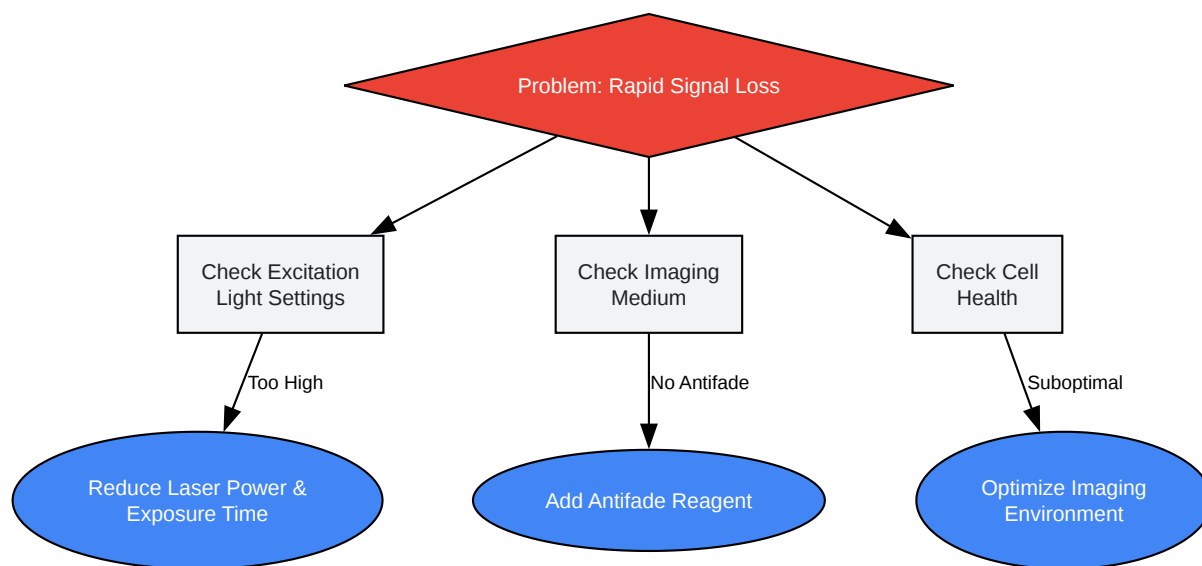 Problem: Rapid Signal Loss
Check Excitation
Light Settings
Check Imaging
Medium
Check Cell
Health
Too High
No Antifade
Suboptimal
Reduce Laser Power &
Exposure Time
Add Antifade Reagent
Optimize Imaging
Environment